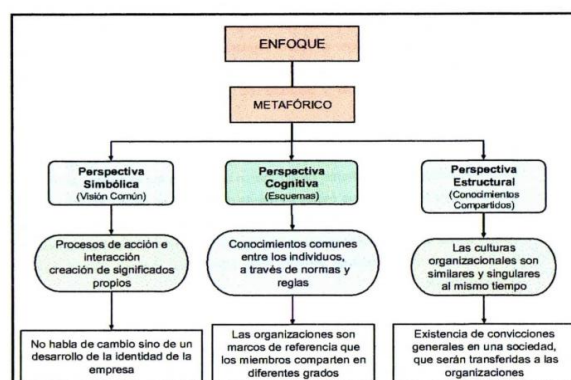 ENFOQUE
METAFÓRICO
Perspectiva
Simbólica
(Visión Común)
Perspectiva
Cognitiva
(Esquemas)
Perspectiva
Estructural
(Conocimientos
Compartidos)
Procesos de acción e
interacción
creación de significados
propios
Conocimientos comunes
entre los individuos,
a través de normas y
reglas
Las culturas
organizacionales son
similares y singulares
al mismo tiempo
No habla de cambio sino de un
desarrollo de la identidad de la
empresa
Las organizaciones son
marcos de referencia que
los miembros comparten en
diferentes grados
Existencia de convicciones
generales en una sociedad,
que serán transferidas a las
organizaciones